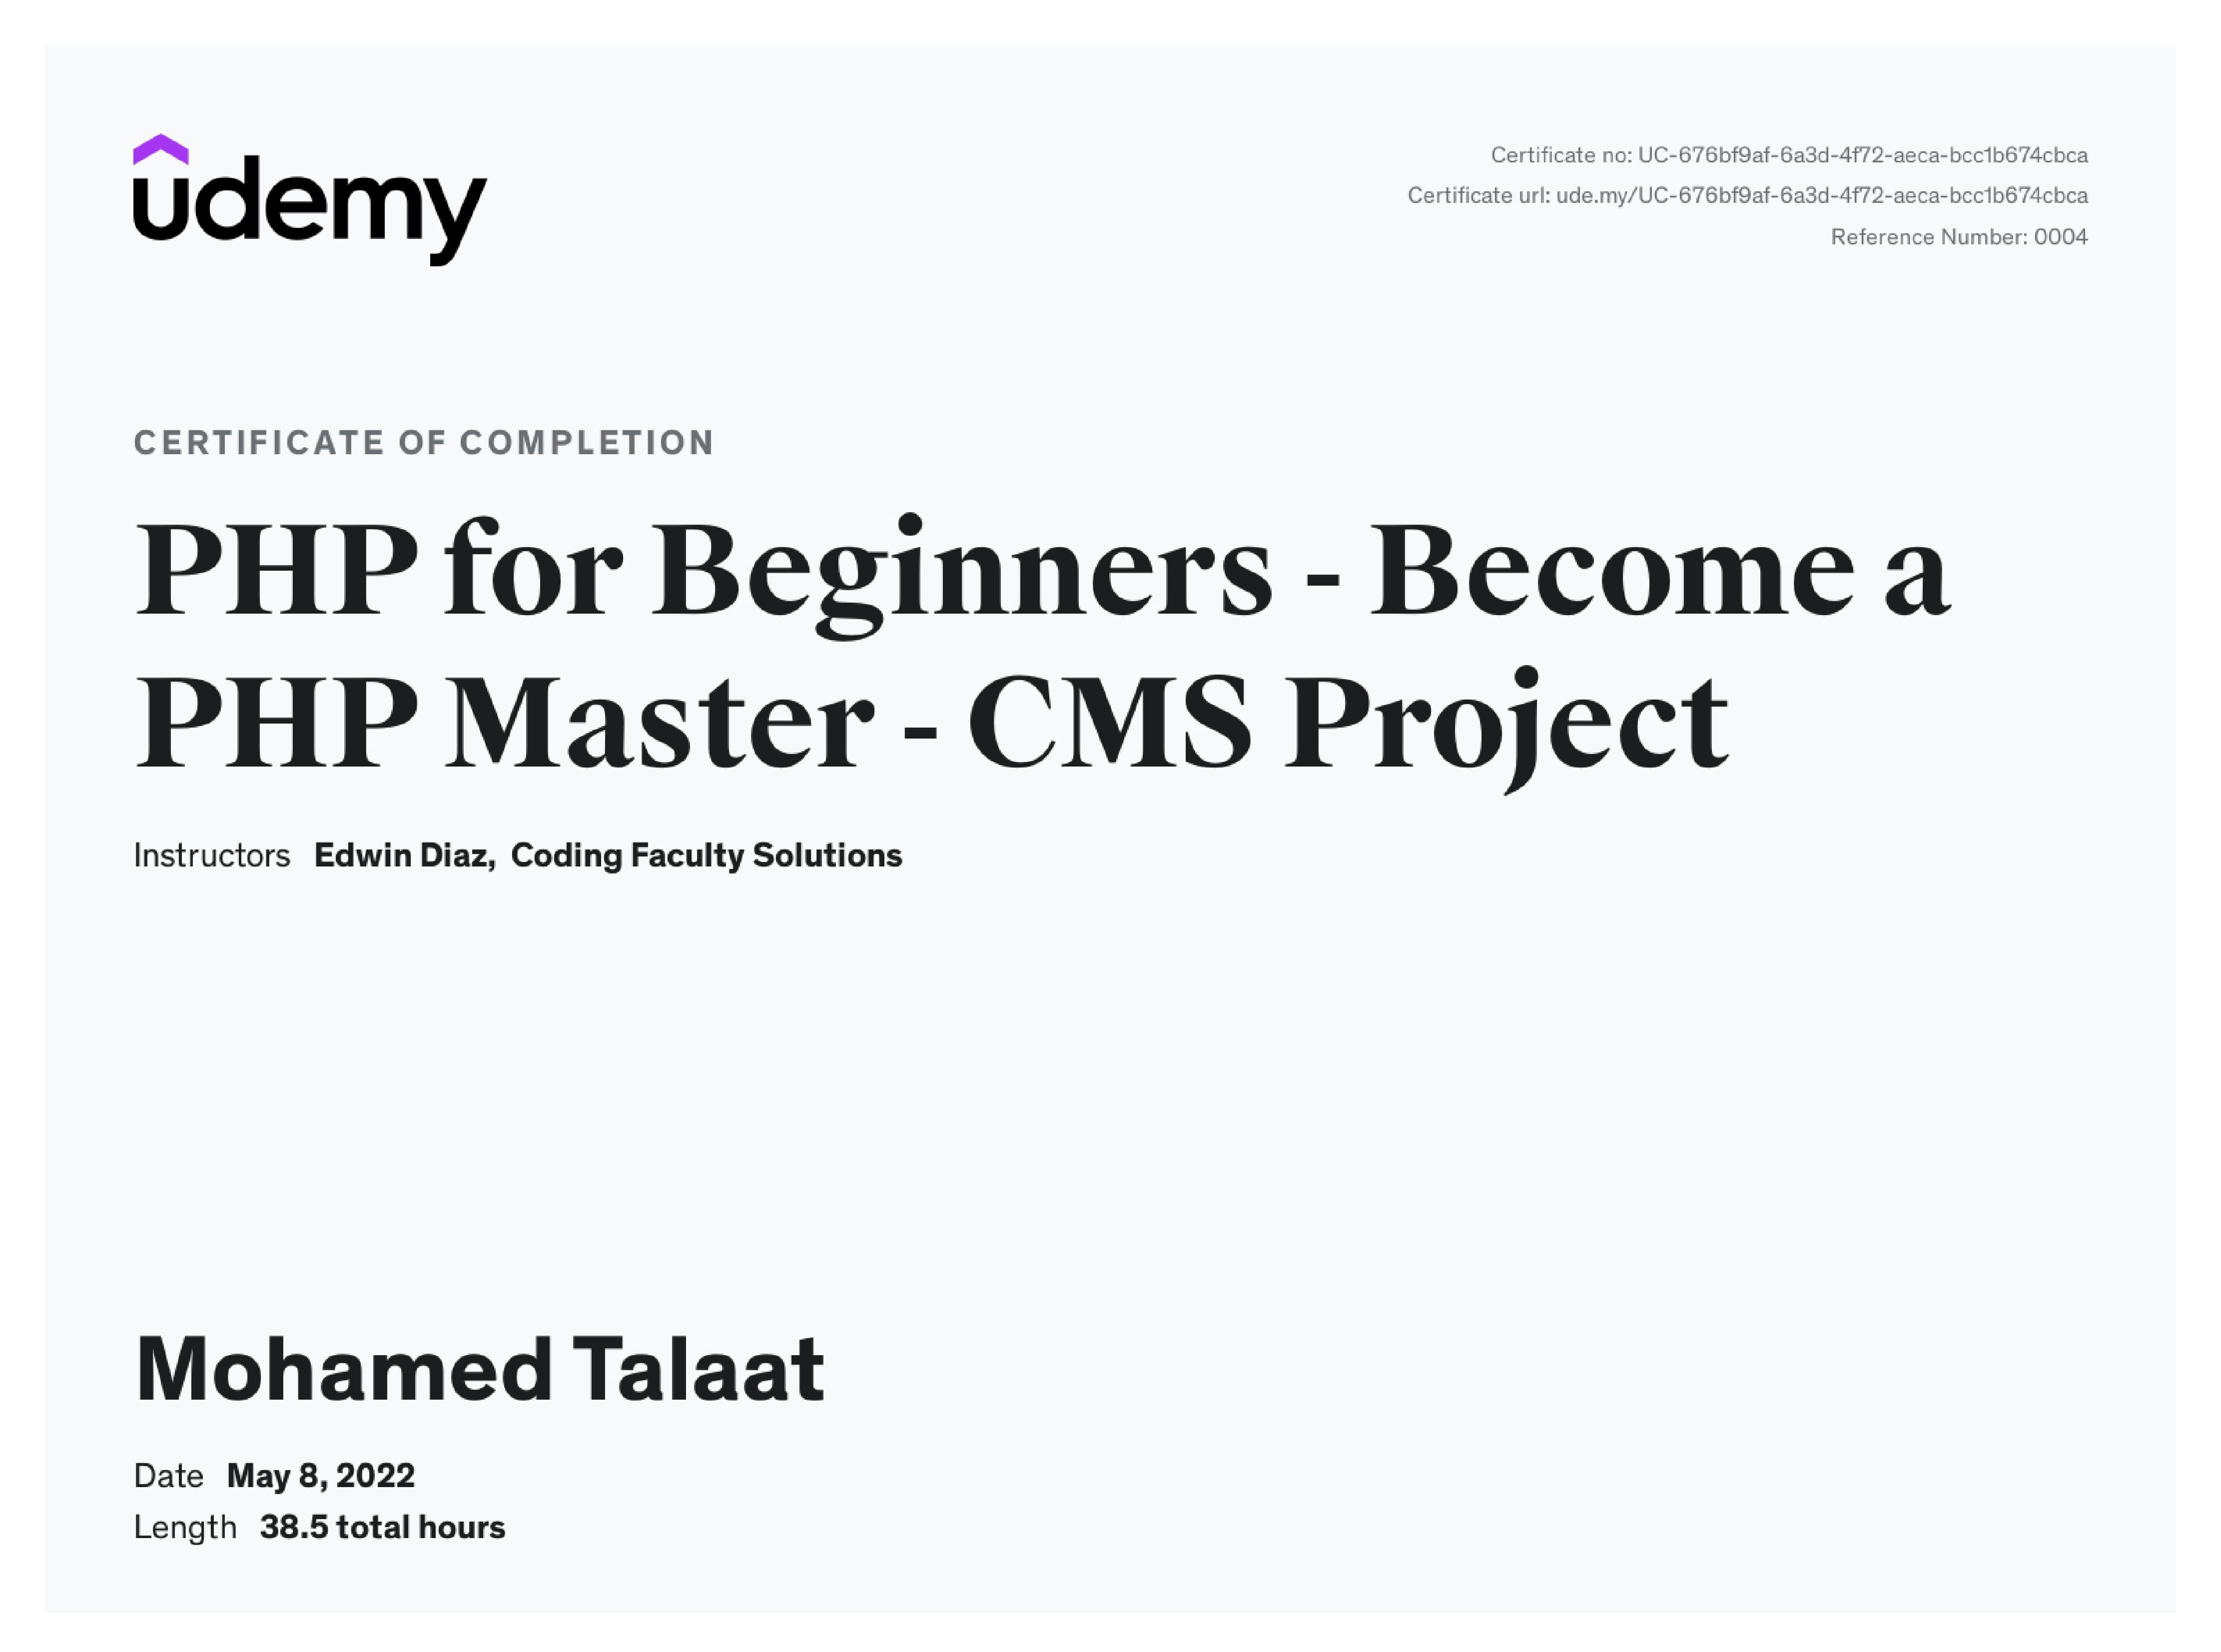 udemy
Certificate no: UC-676bf9af-6a3d-4f72-aeca-bcc1b674cbca
Certificate url: ude.my/UC-676bf9af-6a3d-4f72-aeca-bcc1b674cbca
Reference Number: 0004
CERTIFICATE OF COMPLETION
PHP for Beginners - Become a
PHP Master - CMS Project
Instructors Edwin Diaz, Coding Faculty Solutions
Mohamed Talaat
Date May 8, 2022
Length 38.5 total hours